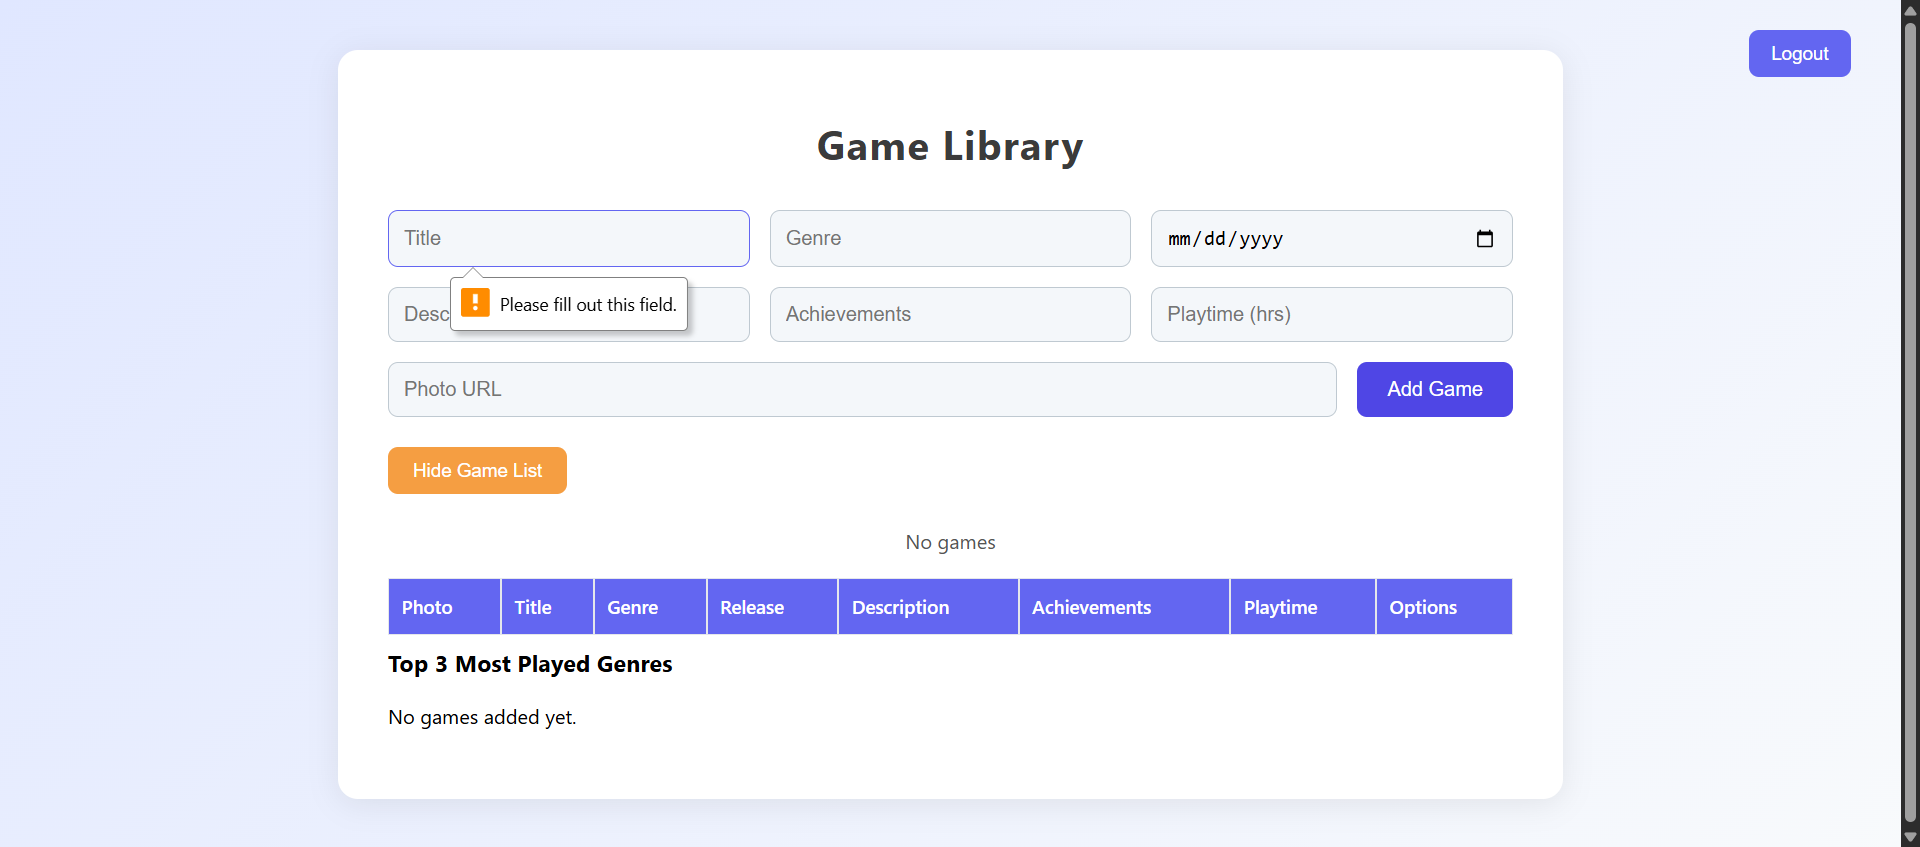 Logout
Game Library
Title
Genre
mm/dd/yyyy
Please fill out this field.
Desc
Achievements
Playtime (hrs)
Photo URL
Add Game
Hide Game List
No games
Photo Title Genre Release Description Achievements Playtime Options
Top 3 Most Played Genres
No games added yet.